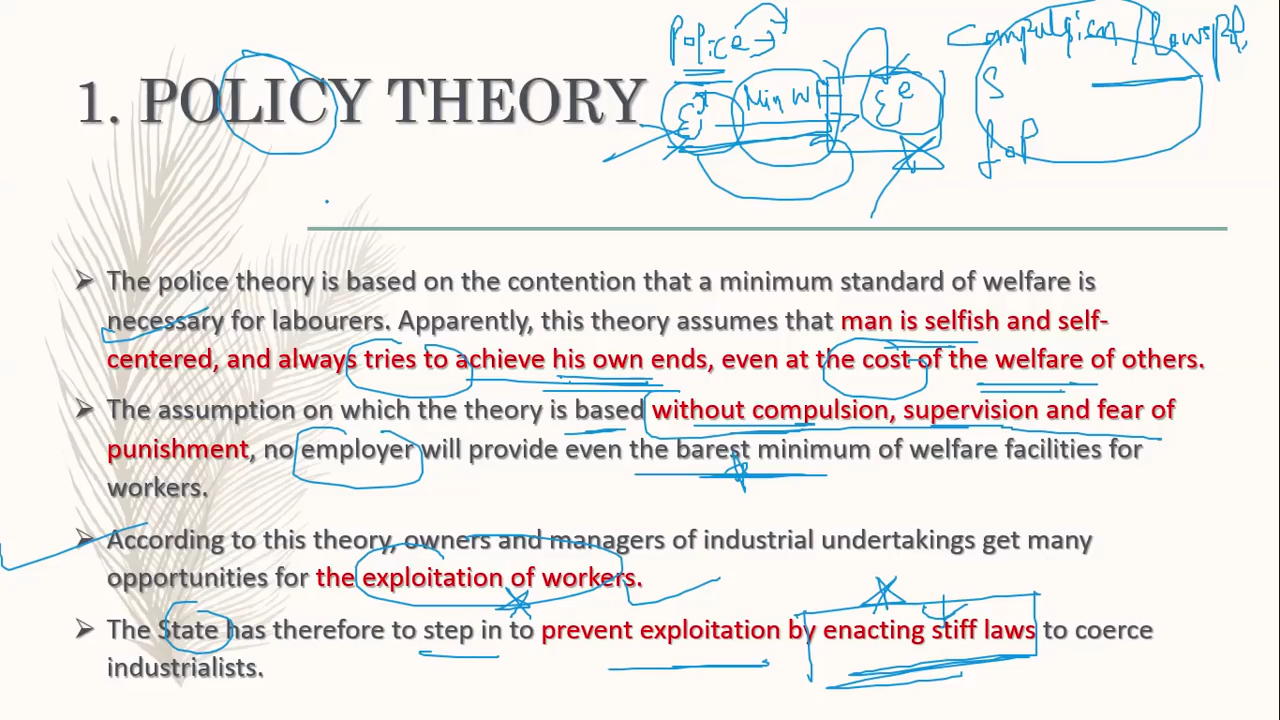 Police
Compulsion / Laws
Min W
1. POLICY THEORY
S
FoP
The police theory is based on the contention that a minimum standard of welfare is
necessary for labourers. Apparently, this theory assumes that man is selfish and self-
centered, and always tries to achieve his own ends, even at the cost of the welfare of others.
The assumption on which the theory is based without compulsion, supervision and fear of
punishment, no employer will provide even the barest minimum of welfare facilities for
workers.
According to this theory, owners and managers of industrial undertakings get many
opportunities for the exploitation of workers.
The State has therefore to step in to prevent exploitation by enacting stiff laws to coerce
industrialists.